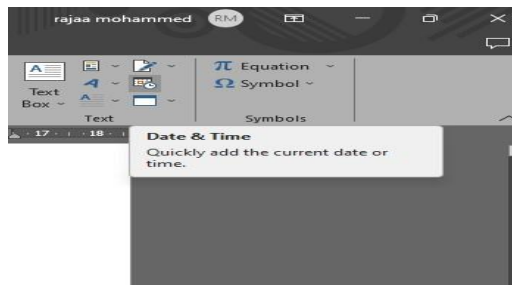 rajaa mohammed RM
π Equation
Ω Symbol
Text
Box
Text Symbols
17 18
Date & Time
Quickly add the current date or
time.